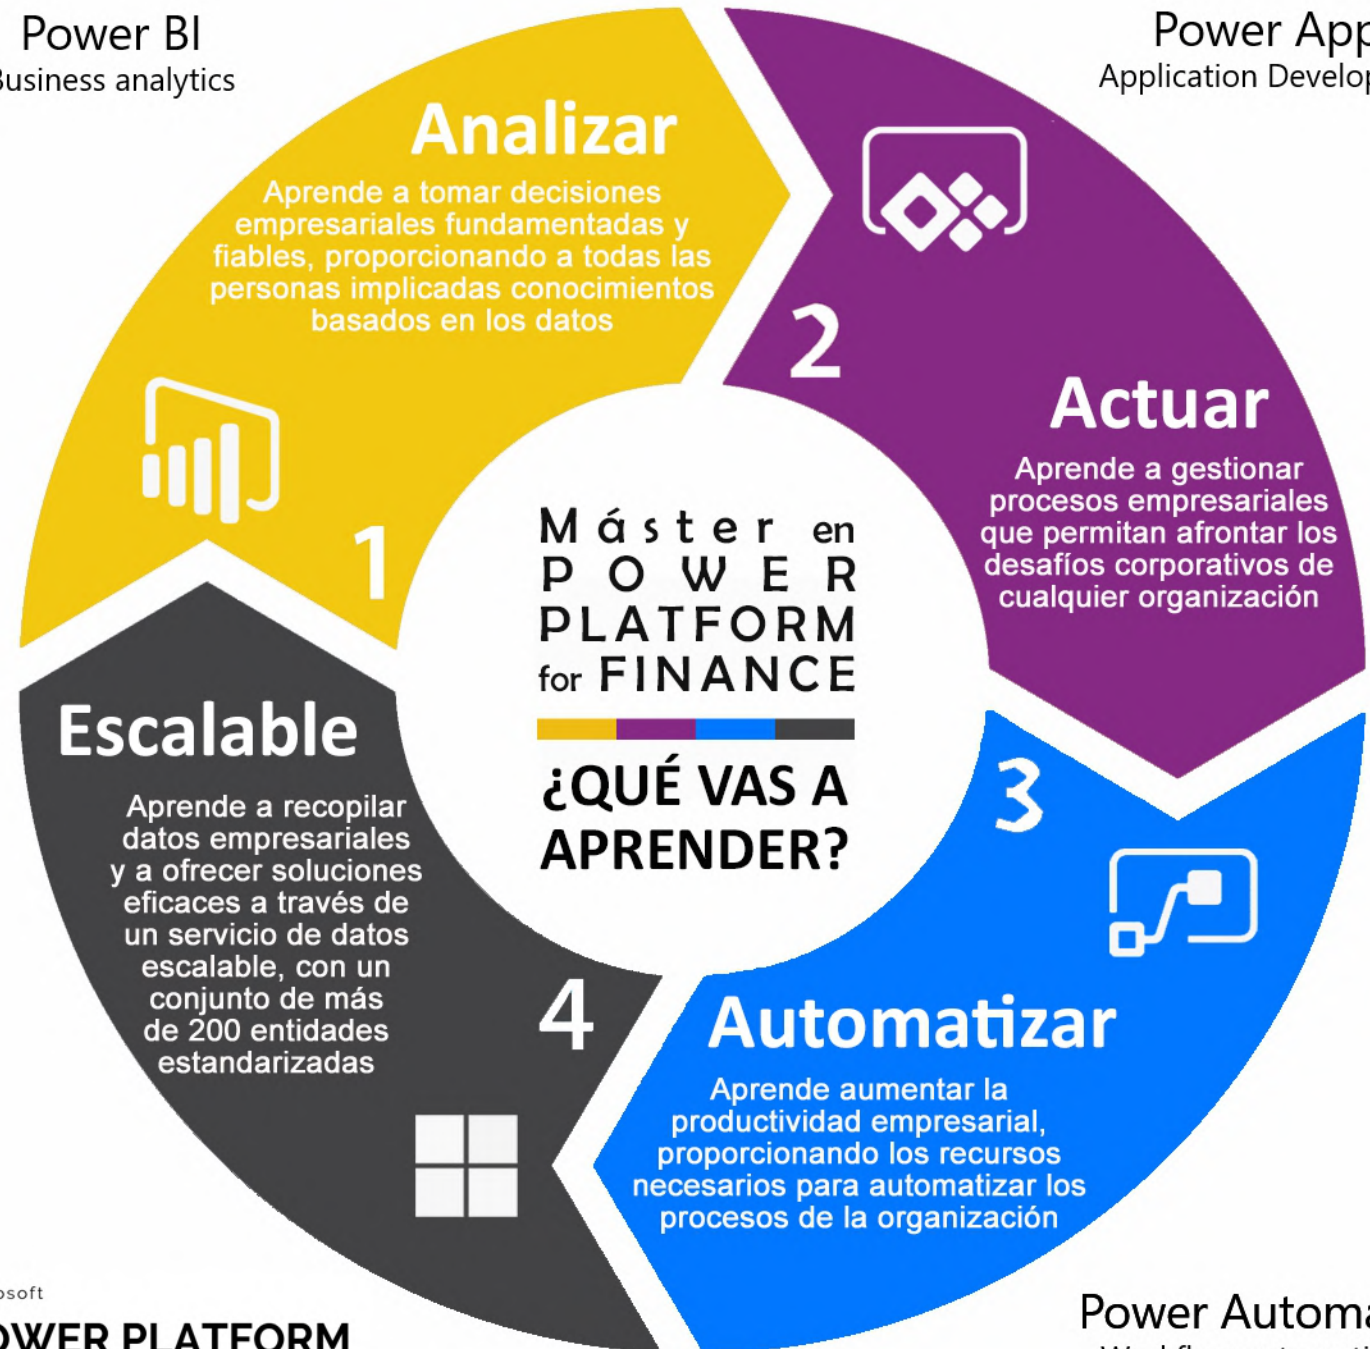 Power BI
Business analytics
Power App
Application Develop
Analizar
Aprende a tomar decisiones
empresariales fundamentadas y
fiables, proporcionando a todas las
personas implicadas conocimientos
basados en los datos
1
2
Actuar
Aprende a gestionar
procesos empresariales
que permitan afrontar los
desafíos corporativos de
cualquier organización
Máster en
POWER
PLATFORM
for FINANCE
¿QUÉ VAS A
APRENDER?
3
Automatizar
Aprende aumentar la
productividad empresarial,
proporcionando los recursos
necesarios para automatizar los
procesos de la organización
Escalable
Aprende a recopilar
datos empresariales
y a ofrecer soluciones
eficaces a través de
un servicio de datos
escalable, con un
conjunto de más
de 200 entidades
estandarizadas
4
osoft
OWER PLATFORM
Power Automa